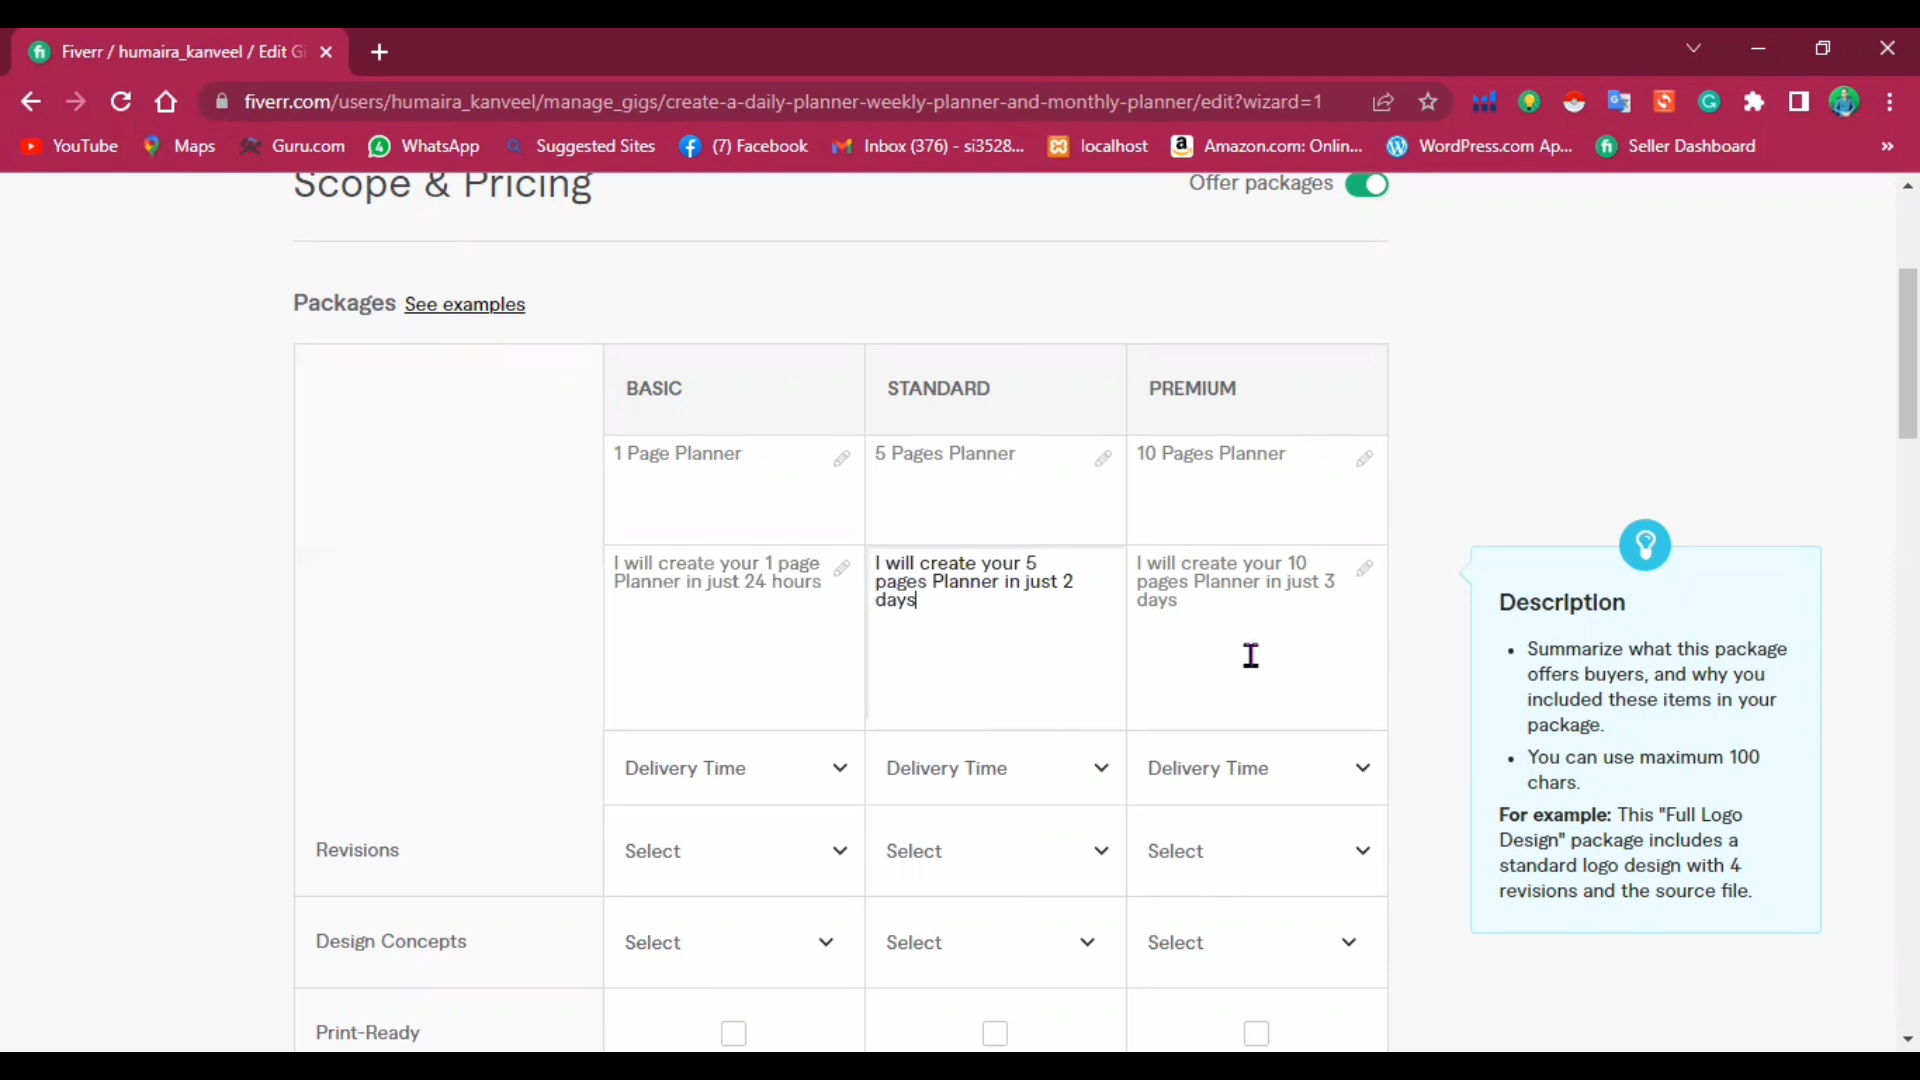 Fiverr / humaira_kanveel / Edit Gi
fiverr.com/users/humaira_kanveel/manage_gigs/create-a-daily-planner-weekly-planner-and-monthly-planner/edit?wizard=1
YouTube Maps Guru.com WhatsApp Suggested Sites (7) Facebook Inbox (376) - si3528... localhost Amazon.com: Onlin... WordPress.com Ap... Seller Dashboard »
Scope & Pricing
Offer packages
Packages See examples
BASIC STANDARD PREMIUM
1 Page Planner 5 Pages Planner 10 Pages Planner
I will create your 1 page
Planner in just 24 hours
I will create your 5
pages Planner in just 2
days
I will create your 10
pages Planner in just 3
days
Delivery Time Delivery Time Delivery Time
Revisions Select Select Select
Design Concepts Select Select Select
Print-Ready
Description
• Summarize what this package
offers buyers, and why you
included these items in your
package.
• You can use maximum 100
chars.
For example: This "Full Logo
Design" package includes a
standard logo design with 4
revisions and the source file.